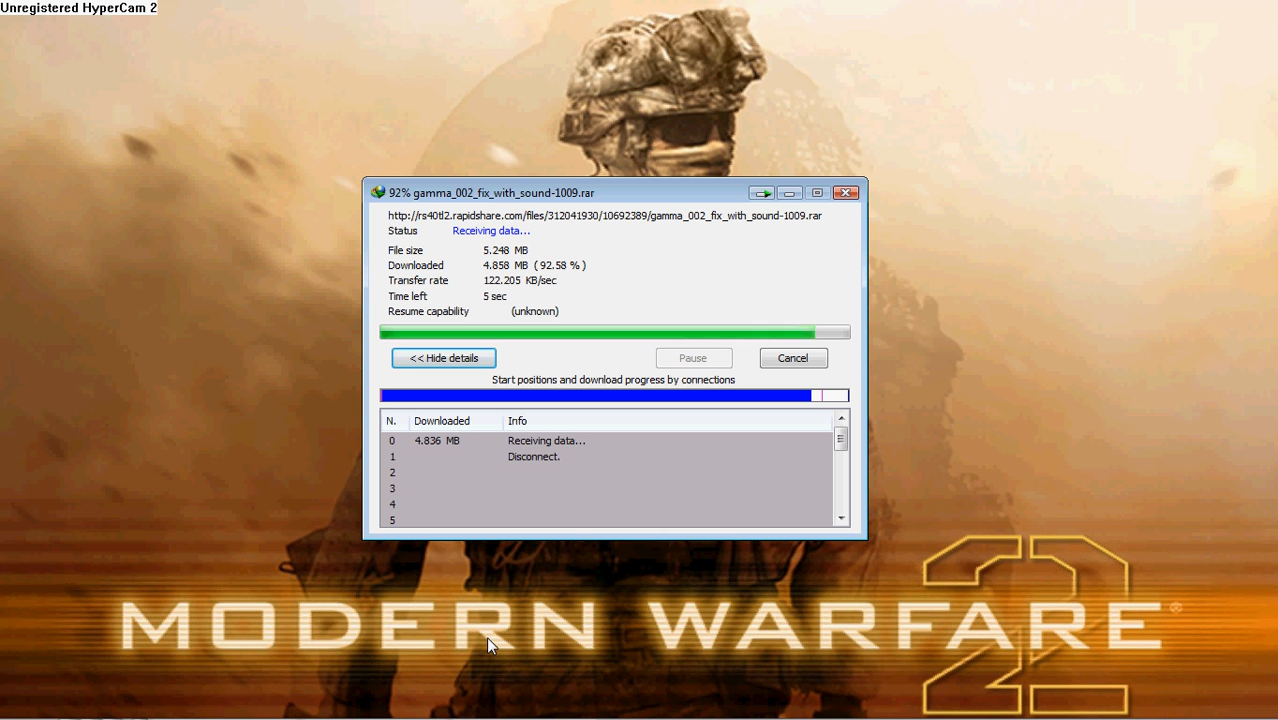 Unregistered HyperCam 2
92% gamma_002_fix_with_sound-1009.rar
http://rs40tl2.rapidshare.com/files/312041930/10692389/gamma_002_fix_with_sound-1009.rar
Status Receiving data...
File size 5.248 MB
Downloaded 4.858 MB ( 92.58 % )
Transfer rate 122.205 KB/sec
Time left 5 sec
Resume capability (unknown)
<< Hide details Pause Cancel
Start positions and download progress by connections
N. Downloaded Info
0 4.836 MB Receiving data...
1 Disconnect.
2
3
4
5
MODERN WARFARE®
2